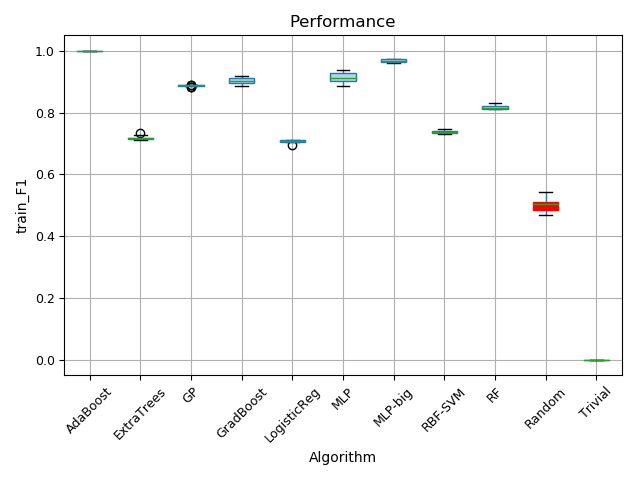 Performance
1.0
0.8
0.6
0.4
0.2
0.0
train_F1
AdaBoost
ExtraTrees
GP
GradBoost
LogisticReg
MLP
MLP-big
RBF-SVM
RF
Random
Trivial
Algorithm